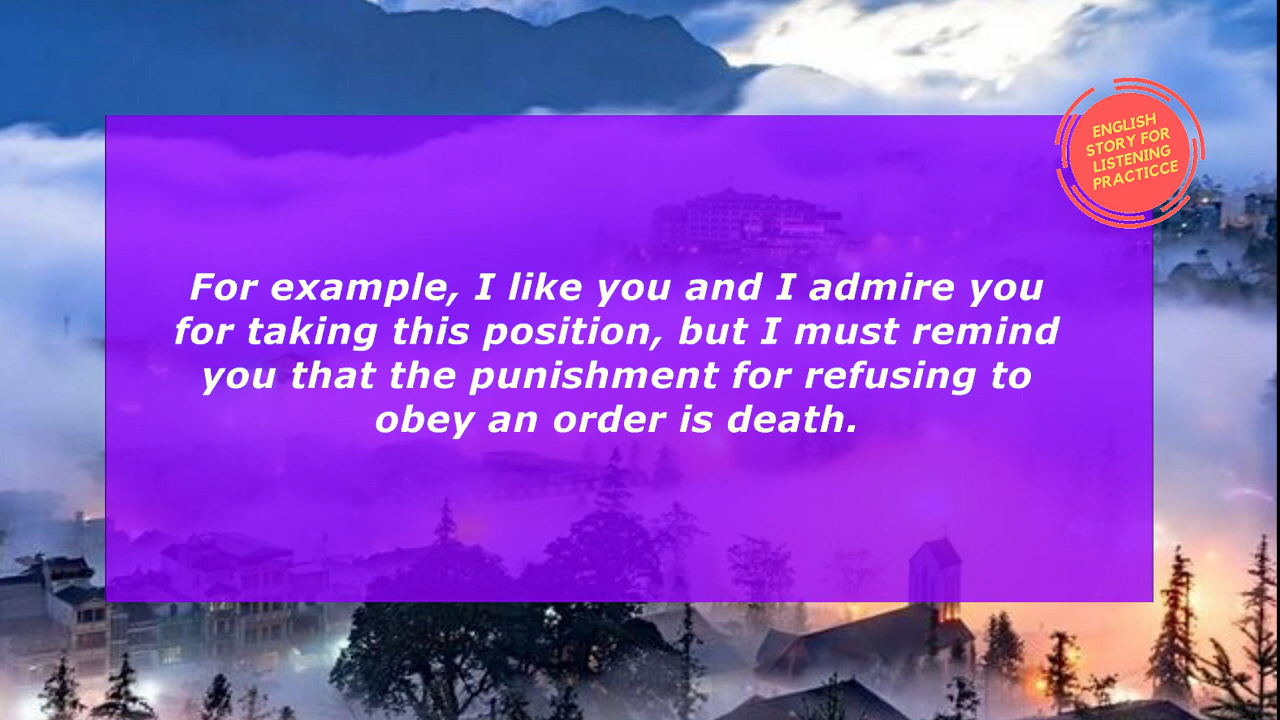 ENGLISH
STORY FOR
LISTENING
PRACTICCE
For example, I like you and I admire you
for taking this position, but I must remind
you that the punishment for refusing to
obey an order is death.